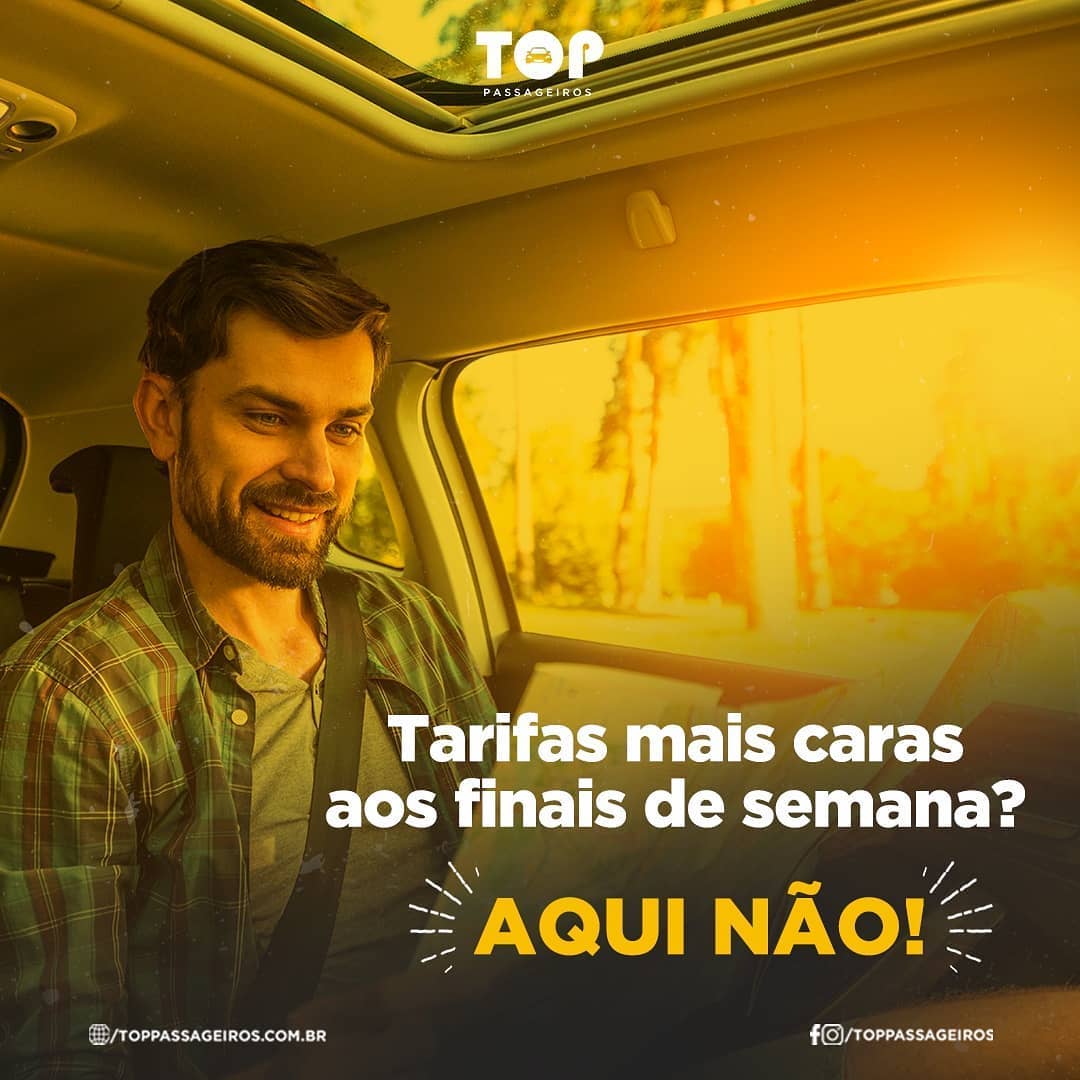 TOP
PASSAGEIROS
Tarifas mais caras
aos finais de semana?
AQUI NÃO!
/TOPPASSAGEIROS.COM.BR
/TOPPASSAGEIROS